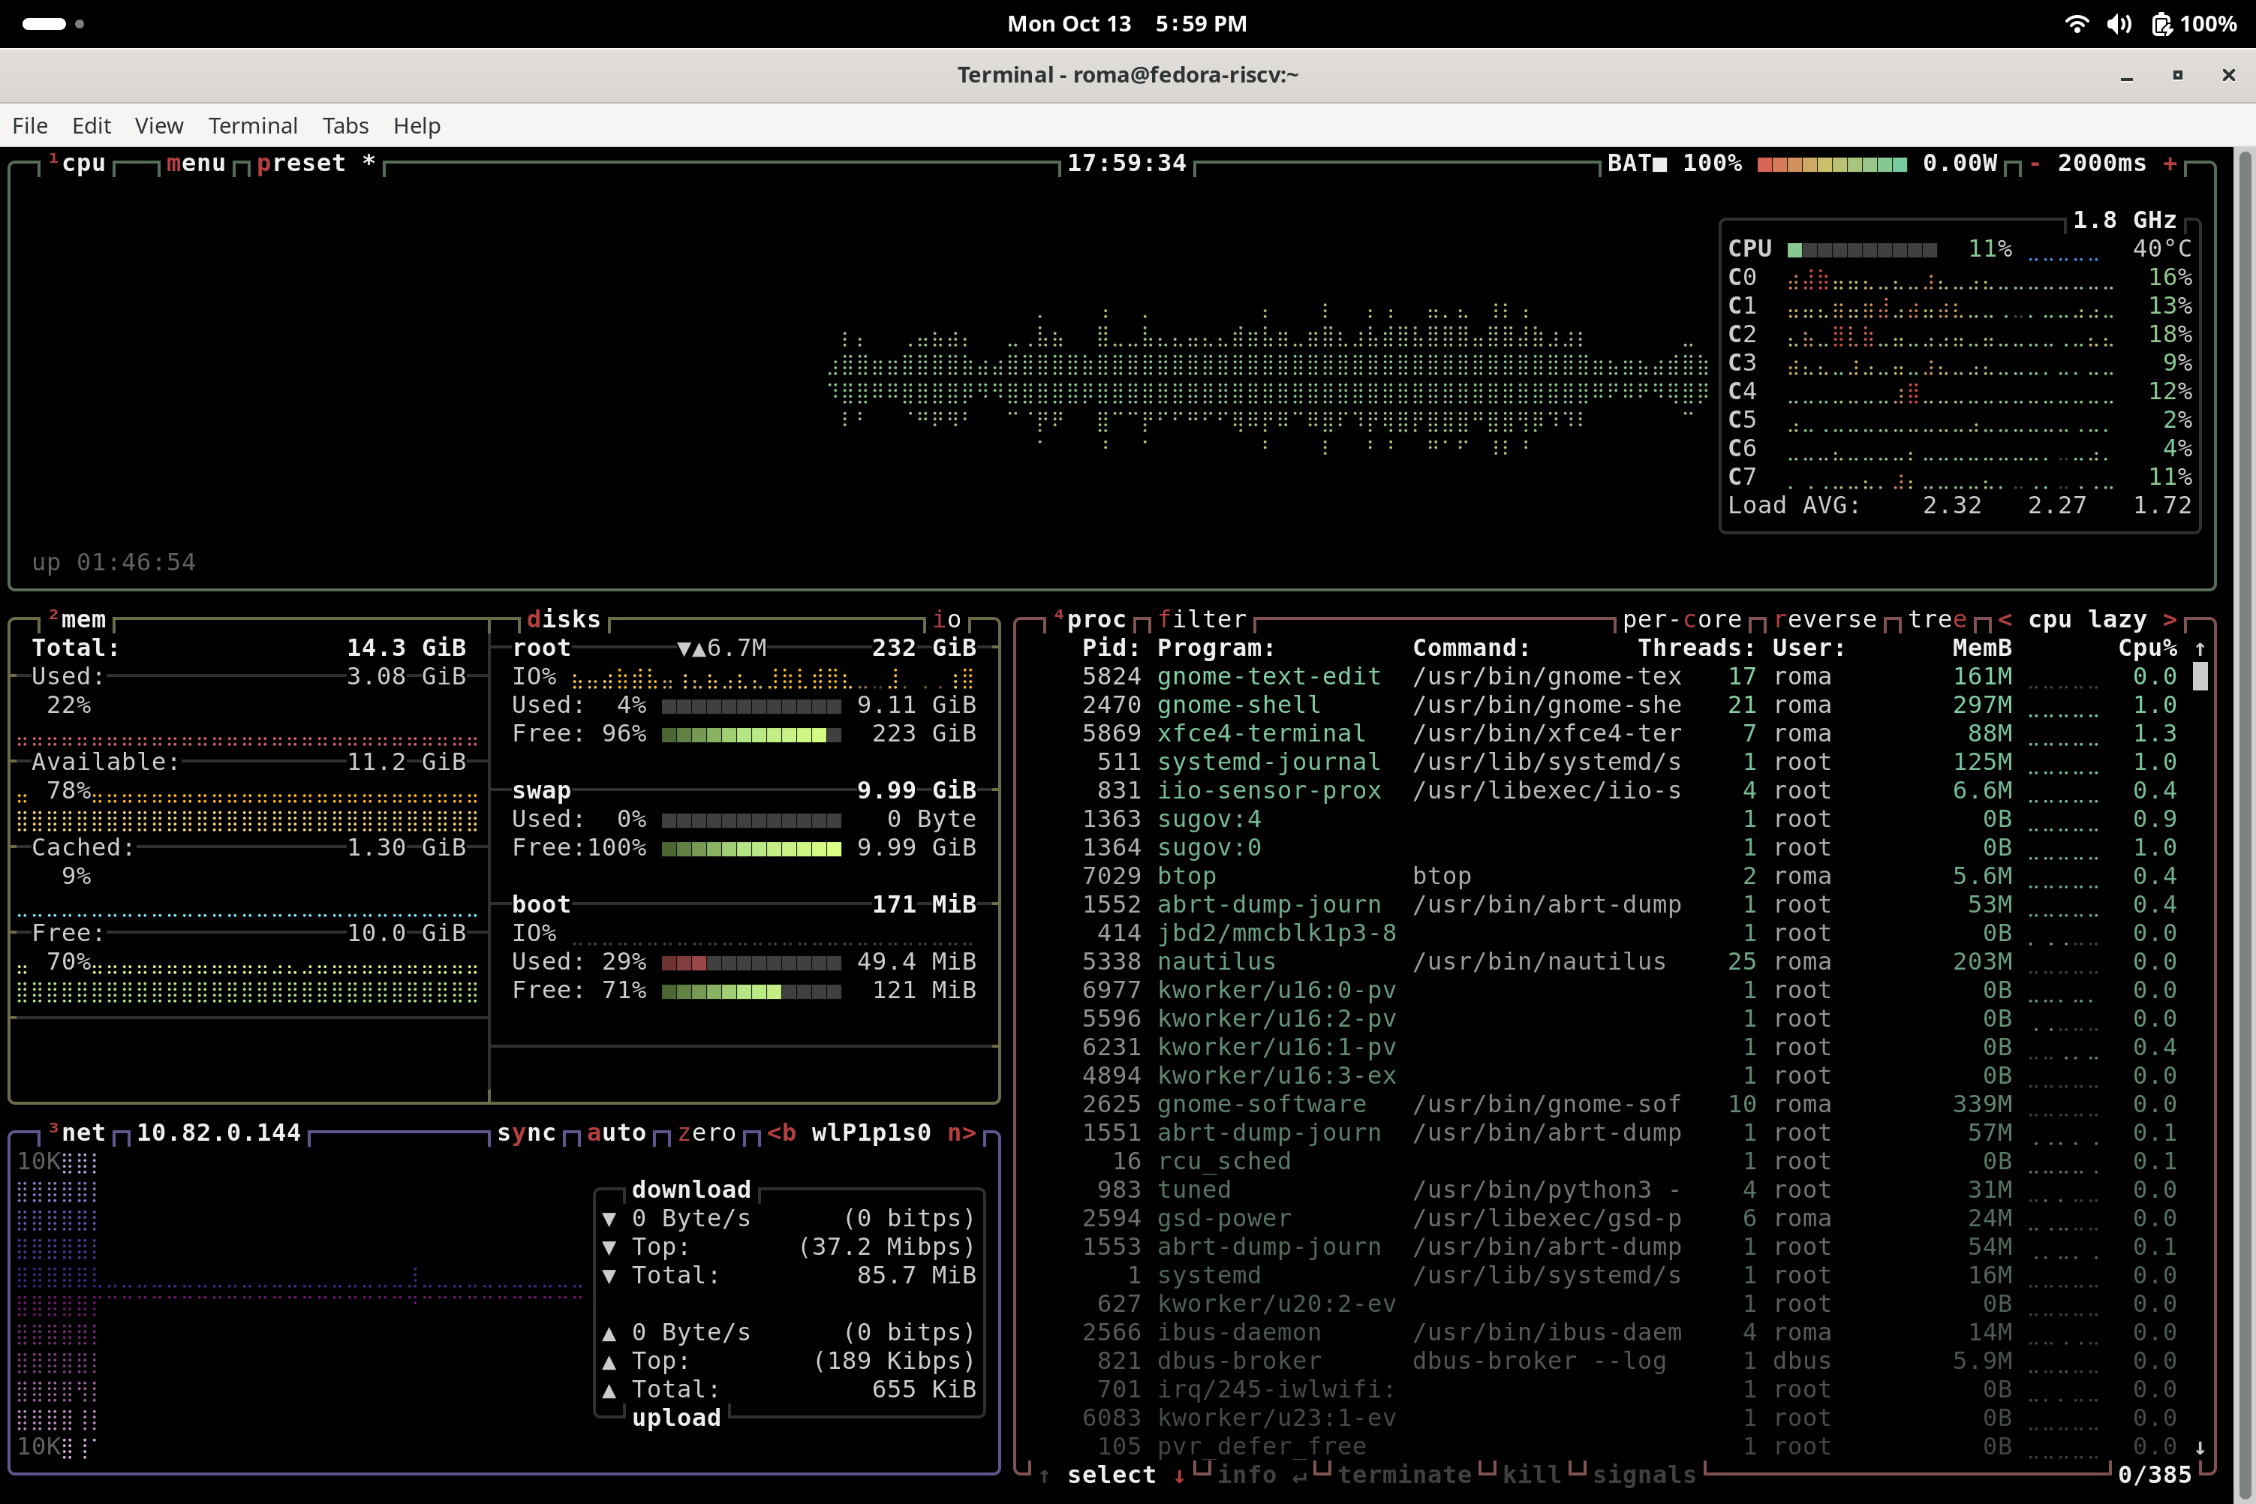 Mon Oct 13 5:59 PM
100%
Terminal - roma@fedora-riscv:~
File Edit View Terminal Tabs Help
¹cpu menu preset * 17:59:34 BAT■ 100% 0.00W - 2000ms +
1.8 GHz
CPU 11% 40°C
C0 16%
C1 13%
C2 18%
C3 9%
C4 12%
C5 2%
C6 4%
C7 11%
Load AVG: 2.32 2.27 1.72
up 01:46:54
²mem
Total: 14.3 GiB
Used: 3.08 GiB
22%
Available: 11.2 GiB
78%
Cached: 1.30 GiB
9%
Free: 10.0 GiB
70%
disks io
root ▼▲6.7M 232 GiB
IO%
Used: 4% 9.11 GiB
Free: 96% 223 GiB
swap 9.99 GiB
Used: 0% 0 Byte
Free:100% 9.99 GiB
boot 171 MiB
IO%
Used: 29% 49.4 MiB
Free: 71% 121 MiB
³net 10.82.0.144 sync auto zero <b wlP1p1s0 n>
10K
download
▼ 0 Byte/s (0 bitps)
▼ Top: (37.2 Mibps)
▼ Total: 85.7 MiB
▲ 0 Byte/s (0 bitps)
▲ Top: (189 Kibps)
▲ Total: 655 KiB
upload
10K
⁴proc filter per-core reverse tree < cpu lazy >
Pid: Program: Command: Threads: User: MemB Cpu% ↑
5824 gnome-text-edit /usr/bin/gnome-tex 17 roma 161M 0.0
2470 gnome-shell /usr/bin/gnome-she 21 roma 297M 1.0
5869 xfce4-terminal /usr/bin/xfce4-ter 7 roma 88M 1.3
511 systemd-journal /usr/lib/systemd/s 1 root 125M 1.0
831 iio-sensor-prox /usr/libexec/iio-s 4 root 6.6M 0.4
1363 sugov:4 1 root 0B 0.9
1364 sugov:0 1 root 0B 1.0
7029 btop btop 2 roma 5.6M 0.4
1552 abrt-dump-journ /usr/bin/abrt-dump 1 root 53M 0.4
414 jbd2/mmcblk1p3-8 1 root 0B 0.0
5338 nautilus /usr/bin/nautilus 25 roma 203M 0.0
6977 kworker/u16:0-pv 1 root 0B 0.0
5596 kworker/u16:2-pv 1 root 0B 0.0
6231 kworker/u16:1-pv 1 root 0B 0.4
4894 kworker/u16:3-ex 1 root 0B 0.0
2625 gnome-software /usr/bin/gnome-sof 10 roma 339M 0.0
1551 abrt-dump-journ /usr/bin/abrt-dump 1 root 57M 0.1
16 rcu_sched 1 root 0B 0.1
983 tuned /usr/bin/python3 - 4 root 31M 0.0
2594 gsd-power /usr/libexec/gsd-p 6 roma 24M 0.0
1553 abrt-dump-journ /usr/bin/abrt-dump 1 root 54M 0.1
1 systemd /usr/lib/systemd/s 1 root 16M 0.0
627 kworker/u20:2-ev 1 root 0B 0.0
2566 ibus-daemon /usr/bin/ibus-daem 4 roma 14M 0.0
821 dbus-broker dbus-broker --log 1 dbus 5.9M 0.0
701 irq/245-iwlwifi: 1 root 0B 0.0
6083 kworker/u23:1-ev 1 root 0B 0.0
105 pvr_defer_free 1 root 0B 0.0 ↓
↑ select ↓ info ↵ terminate kill signals 0/385